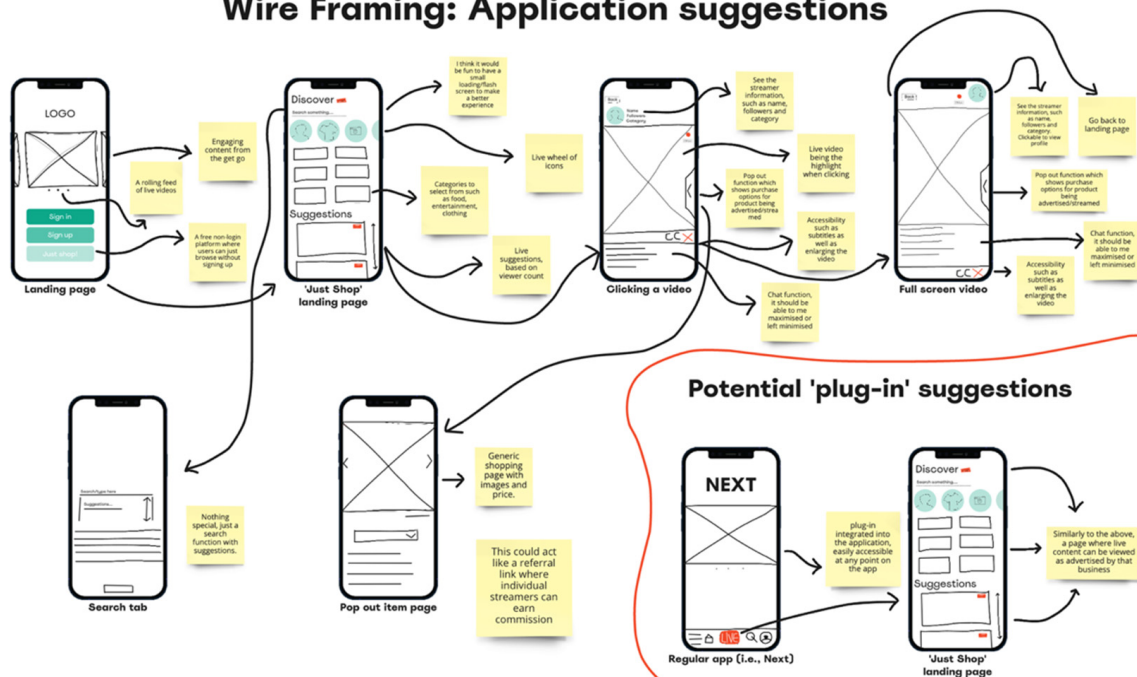 Wire Framing: Application suggestions
LOGO
Sign in
Sign up
Just shop!
Landing page
Engaging
content from
the get go
A rolling feed
of live videos
A free non-login
platform where
users can just
browse without
signing up
Discover
Search something...
Suggestions
'Just Shop'
landing page
I think it would
be fun to have a
small
loading/flash
screen to make
a better
experience
Live wheel of
icons
Categories to
select from such
as food,
entertainment,
clothing
Live
suggestions,
based on
viewer count
Back
Name
Followers
Category
CC
Clicking a video
See the
streamer
information,
such as name,
followers and
category
Live video
being the
highlight
when clicking
Pop out
function which
shows purchase
options for
product being
advertised/strea
med
Accessibility
such as
subtitles as
well as
enlarging the
video
Chat function,
it should be
able to me
maximised or
left minimised
Back
CC
Full screen video
See the streamer
information, such
as name,
followers and
category.
Clickable to view
profile
Go back to
landing page
Pop out function which
shows purchase
options for product
being
advertised/streamed
Chat function,
it should be
able to me
maximised or
left minimised
Accessibility
such as
subtitles as
well as
enlarging the
video
Search/type here
Suggestions...
Search tab
Nothing
special, just a
search
function with
suggestions.
Pop out item page
Generic
shopping
page with
images and
price.
This could act
like a referral
link where
individual
streamers can
earn
commission
Potential 'plug-in' suggestions
NEXT
LIVE
Regular app (i.e., Next)
plug-in
integrated into
the application,
easily accessible
at any point on
the app
Discover
Search something...
Suggestions
'Just Shop'
landing page
Similarly to the above,
a page where live
content can be viewed
as advertised by that
business